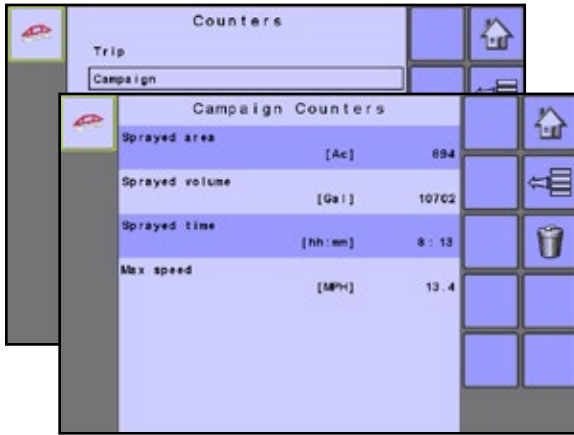 Counters
Trip
Campaign
Campaign Counters
Sprayed area
[Ac] 694
Sprayed volume
[Gal] 10702
Sprayed time
[hh:mm] 8 : 13
Max speed
[MPH] 13.4